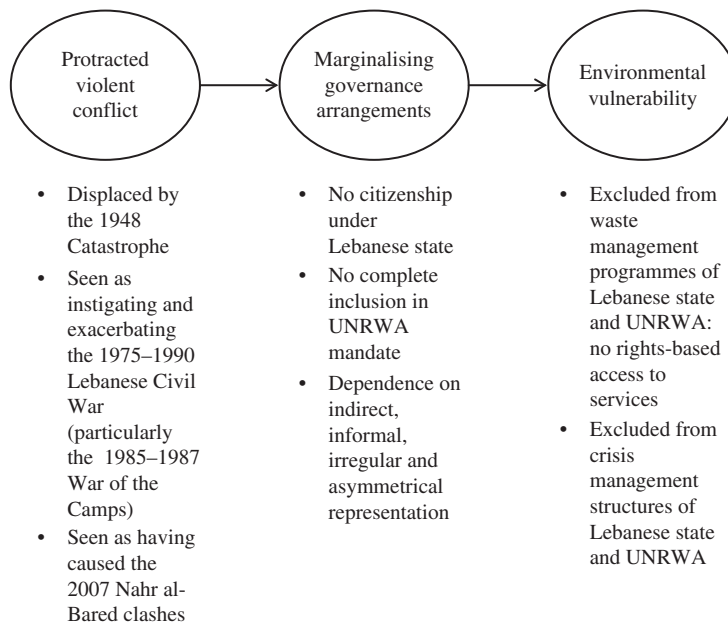 Protracted
violent
conflict
Marginalising
governance
arrangements
Environmental
vulnerability
• Displaced by
the 1948
Catastrophe
• Seen as
instigating and
exacerbating
the 1975–1990
Lebanese Civil
War
(particularly
the 1985–1987
War of the
Camps)
• Seen as having
caused the
2007 Nahr al-
Bared clashes
• No citizenship
under
Lebanese state
• No complete
inclusion in
UNRWA
mandate
• Dependence on
indirect,
informal,
irregular and
asymmetrical
representation
• Excluded from
waste
management
programmes of
Lebanese state
and UNRWA:
no rights-based
access to
services
• Excluded from
crisis
management
structures of
Lebanese state
and UNRWA